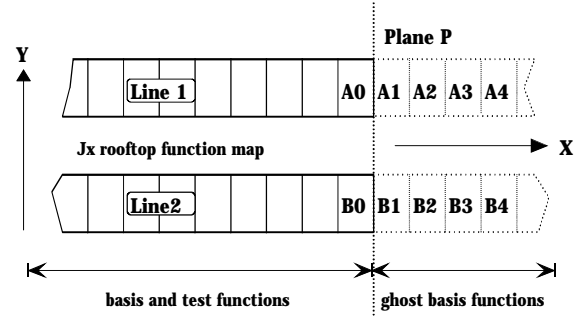 Plane P
Y
Line 1
A0 A1 A2 A3 A4
Jx rooftop function map
X
Line2
B0 B1 B2 B3 B4
basis and test functions
ghost basis functions